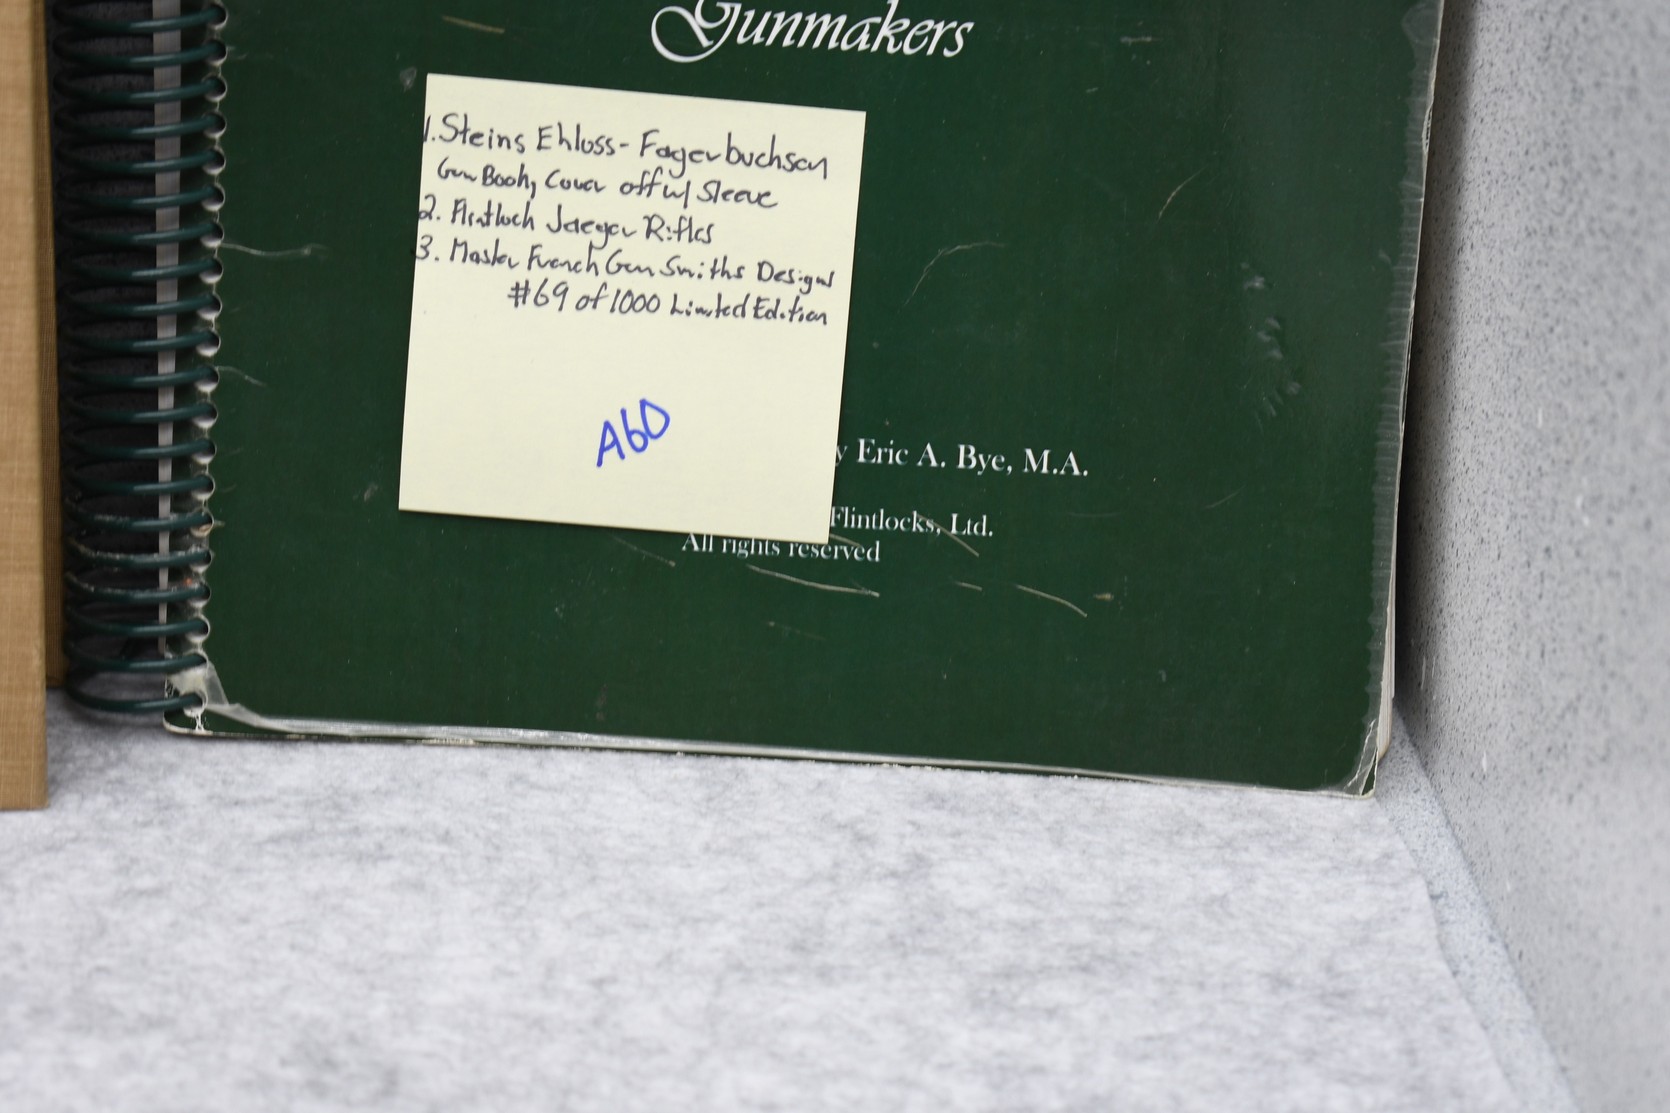 Gunmakers
1. Steins Ehloss- Fagerbuchsen
Gun Book, Cover off w/ Sleeve
2. Flintlock Jaeger Rifles
3. Master French Gun Smiths Designs
#69 of 1000 Limited Edition
A60
y Eric A. Bye, M.A.
Flintlocks, Ltd.
All rights reserved